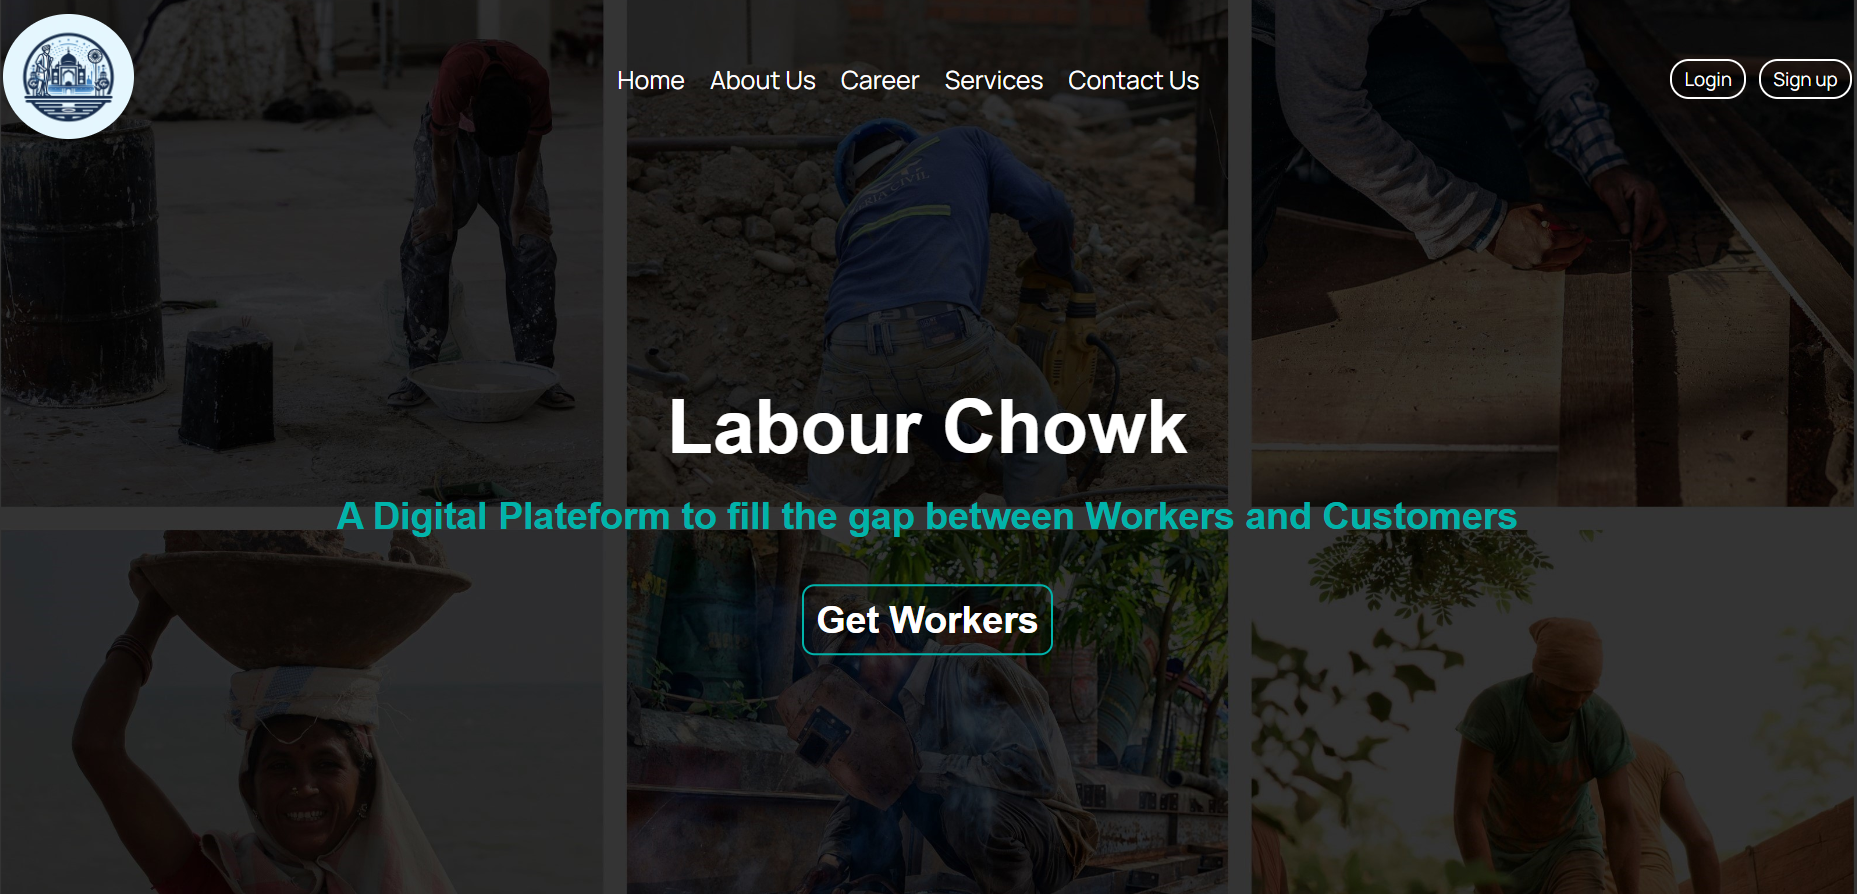 Home About Us Career Services Contact Us
Login Sign up
Labour Chowk
A Digital Plateform to fill the gap between Workers and Customers
Get Workers